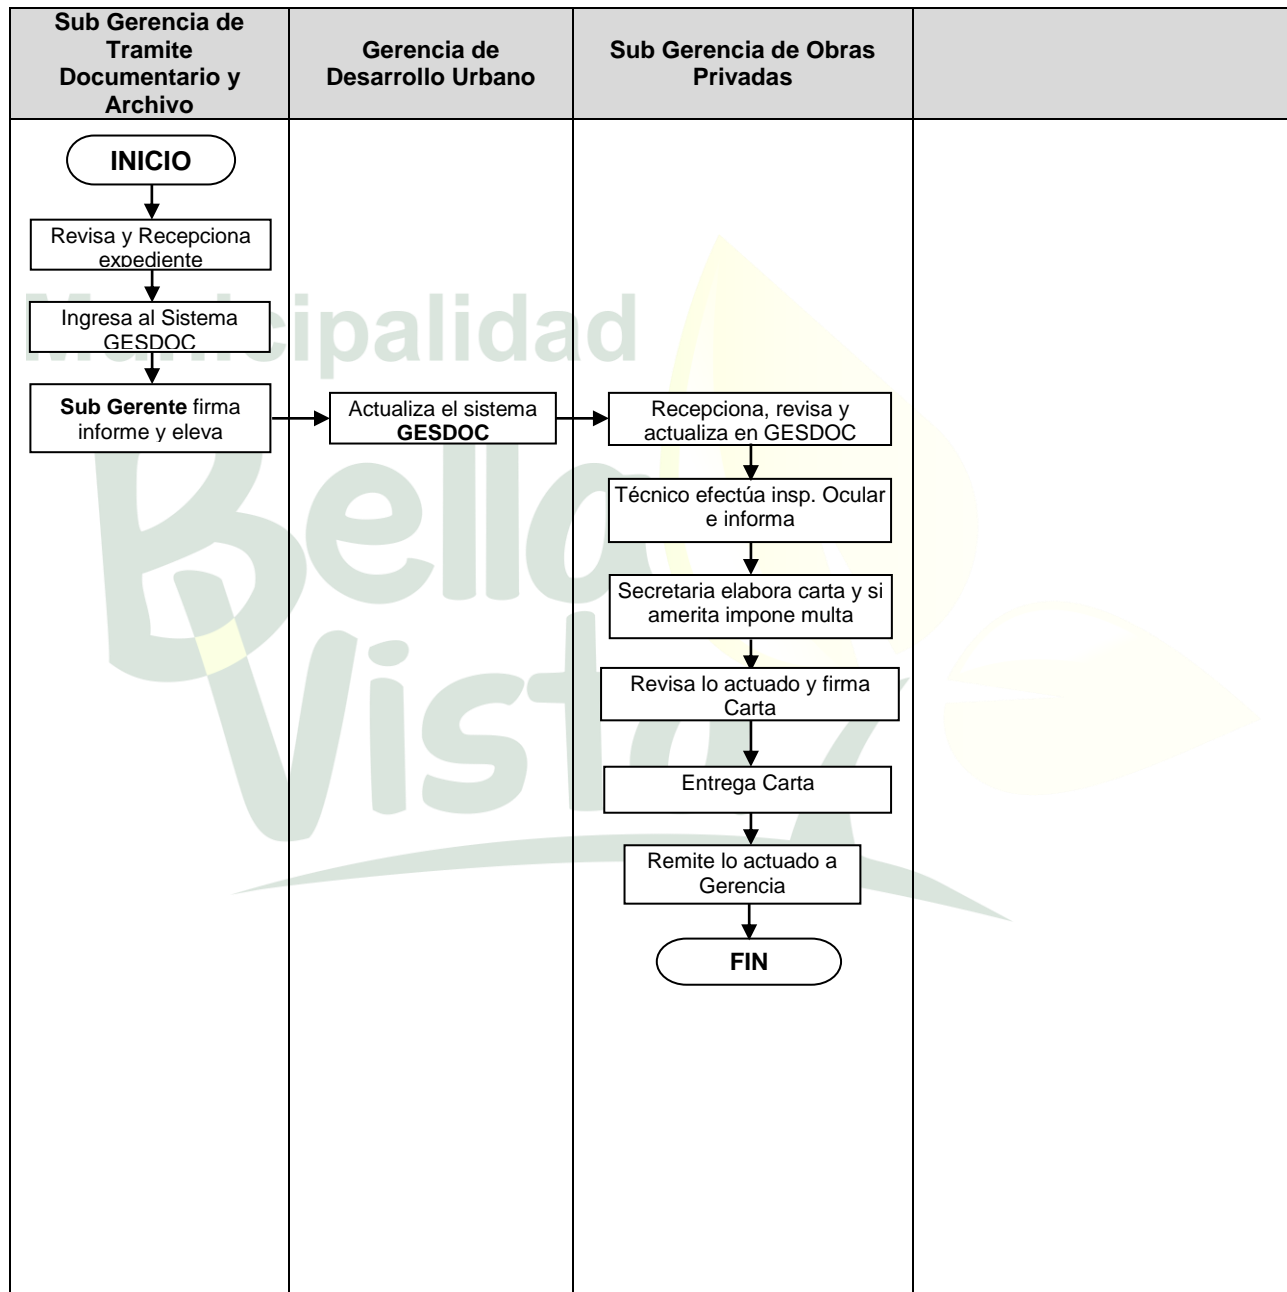 Sub Gerencia de
Tramite
Documentario y
Archivo
Gerencia de
Desarrollo Urbano
Sub Gerencia de Obras
Privadas
INICIO
Revisa y Recepciona
expediente
Ingresa al Sistema
GESDOC
Sub Gerente firma
informe y eleva
Actualiza el sistema
GESDOC
Recepciona, revisa y
actualiza en GESDOC
Técnico efectúa insp. Ocular
e informa
Secretaria elabora carta y si
amerita impone multa
Revisa lo actuado y firma
Carta
Entrega Carta
Remite lo actuado a
Gerencia
FIN
Municipalidad
Bella
Vista